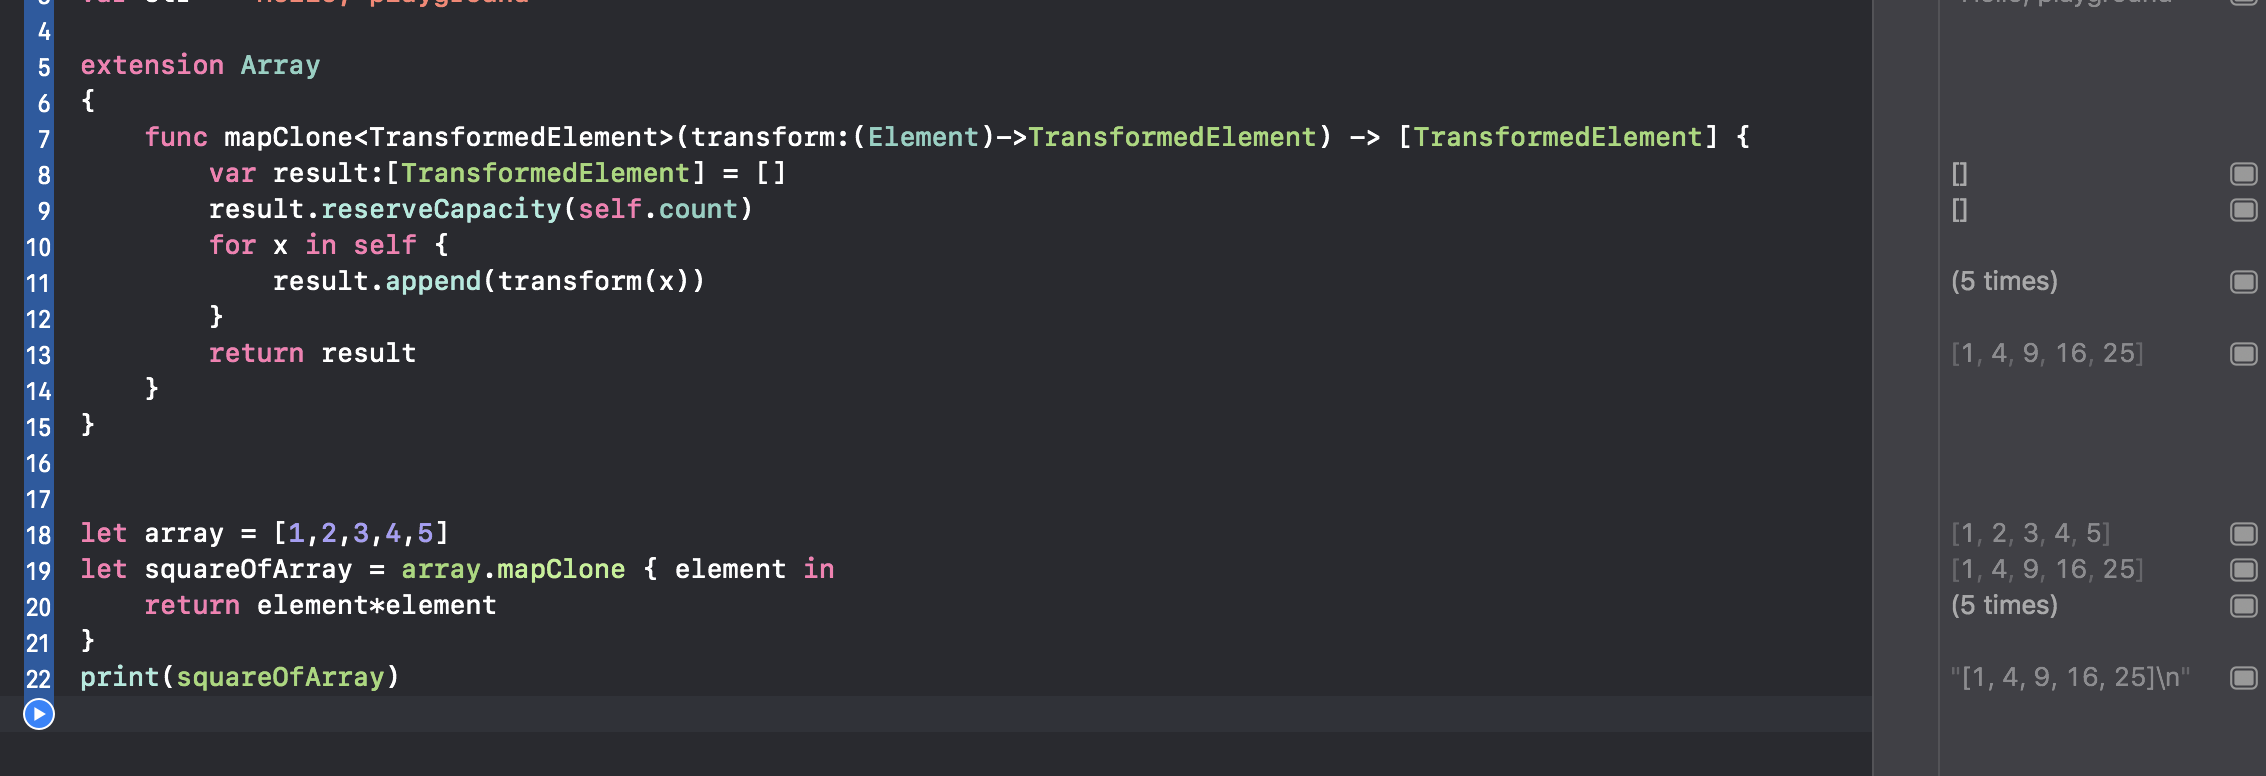 4
5 extension Array
6 {
7 func mapClone<TransformedElement>(transform:(Element)->TransformedElement) -> [TransformedElement] {
8 var result:[TransformedElement] = [] []
9 result.reserveCapacity(self.count) []
10 for x in self {
11 result.append(transform(x)) (5 times)
12 }
13 return result [1, 4, 9, 16, 25]
14 }
15 }
16
17
18 let array = [1,2,3,4,5] [1, 2, 3, 4, 5]
19 let squareOfArray = array.mapClone { element in [1, 4, 9, 16, 25]
20 return element*element (5 times)
21 }
22 print(squareOfArray) "[1, 4, 9, 16, 25]\n"